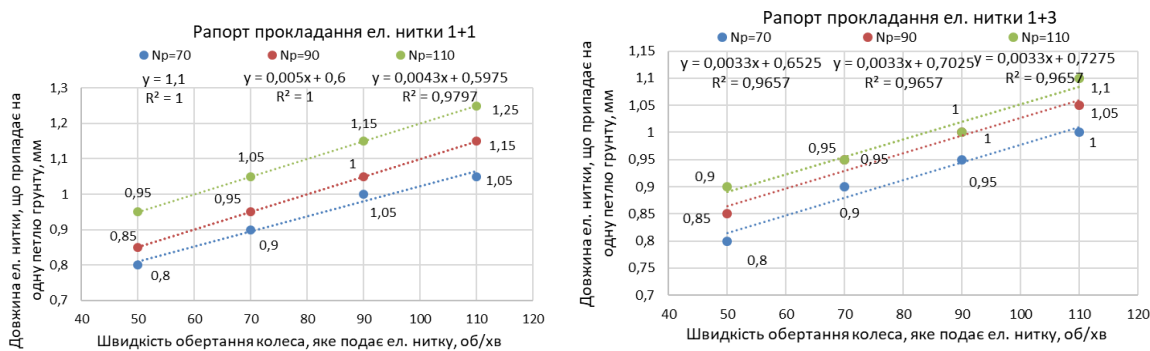 Рапорт прокладання ел. нитки 1+1
Np=70 Np=90 Np=110
y = 1,1
R² = 1
y = 0,005x + 0,6
R² = 1
y = 0,0043x + 0,5975
R² = 0,9797
Довжина ел. нитки, що припадає на
одну петлю грунту, мм
1,3
1,2
1,1
1
0,9
0,8
0,7
0,95
1,05
1,15
1,25
0,85
0,95
1
1,15
0,8
0,9
1,05
1,05
40 50 60 70 80 90 100 110 120
Швидкість обертання колеса, яке подає ел. нитку, об/хв
Рапорт прокладання ел. нитки 1+3
Np=70 Np=90 Np=110
y = 0,0033x + 0,6525
R² = 0,9657
y = 0,0033x + 0,7025
R² = 0,9657
y = 0,0033x + 0,7275
R² = 0,9657
Довжина ел. нитки, що припадає на
одну петлю грунту, мм
1,15
1,1
1,05
1
0,95
0,9
0,85
0,8
0,75
0,7
0,9
0,95
1
1,1
0,85
0,95
1
1,05
0,8
0,9
0,95
1
40 50 60 70 80 90 100 110 120
Швидкість обертання колеса, яке подає ел. нитку, об/хв